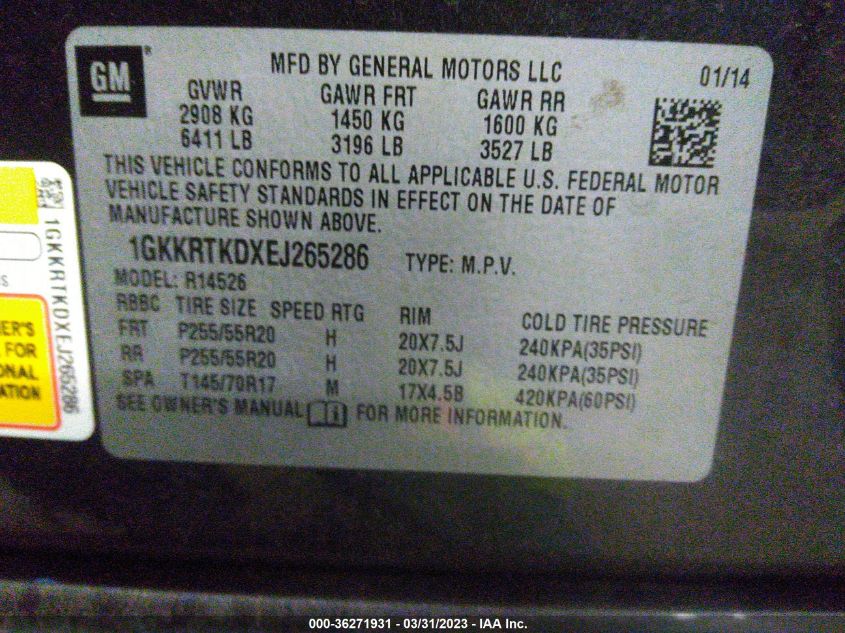 GM ®
MFD BY GENERAL MOTORS LLC
01/14
GVWR GAWR FRT GAWR RR
2908 KG 1450 KG 1600 KG
6411 LB 3196 LB 3527 LB
THIS VEHICLE CONFORMS TO ALL APPLICABLE U.S. FEDERAL MOTOR
VEHICLE SAFETY STANDARDS IN EFFECT ON THE DATE OF
MANUFACTURE SHOWN ABOVE.
1GKKRTKDXEJ265286 TYPE: M.P.V.
MODEL: R14526
RBBC TIRE SIZE SPEED RTG RIM COLD TIRE PRESSURE
FRT P255/55R20 H 20X7.5J 240KPA(35PSI)
RR P255/55R20 H 20X7.5J 240KPA(35PSI)
SPA T145/70R17 M 17X4.5B 420KPA(60PSI)
SEE OWNER'S MANUAL i FOR MORE INFORMATION.
1GKKRTKDXEJ265286
ER'S
FOR
ONAL
ATION
000-36271931 - 03/31/2023 - IAA Inc.